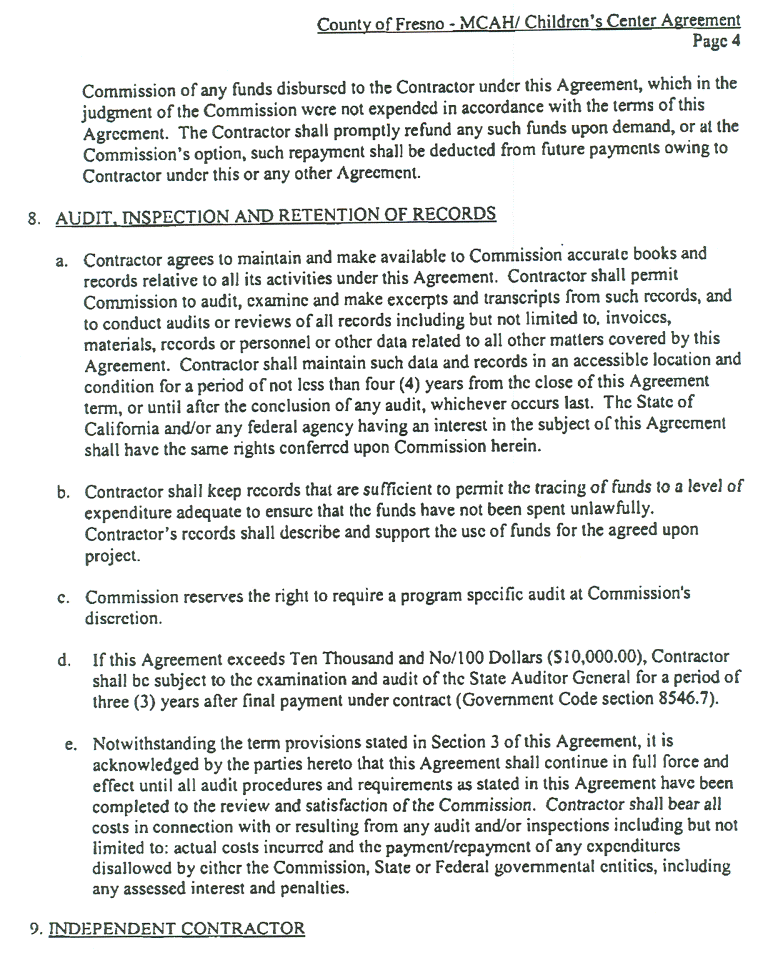 County of Fresno - MCAH/ Children's Center Agreement
Page 4
Commission of any funds disbursed to the Contractor under this Agreement, which in the
judgment of the Commission were not expended in accordance with the terms of this
Agreement. The Contractor shall promptly refund any such funds upon demand, or at the
Commission's option, such repayment shall be deducted from future payments owing to
Contractor under this or any other Agreement.
8. AUDIT, INSPECTION AND RETENTION OF RECORDS
a. Contractor agrees to maintain and make available to Commission accurate books and
records relative to all its activities under this Agreement. Contractor shall permit
Commission to audit, examine and make excerpts and transcripts from such records, and
to conduct audits or reviews of all records including but not limited to, invoices,
materials, records or personnel or other data related to all other matters covered by this
Agreement. Contractor shall maintain such data and records in an accessible location and
condition for a period of not less than four (4) years from the close of this Agreement
term, or until after the conclusion of any audit, whichever occurs last. The State of
California and/or any federal agency having an interest in the subject of this Agreement
shall have the same rights conferred upon Commission herein.
b. Contractor shall keep records that are sufficient to permit the tracing of funds to a level of
expenditure adequate to ensure that the funds have not been spent unlawfully.
Contractor's records shall describe and support the use of funds for the agreed upon
project.
c. Commission reserves the right to require a program specific audit at Commission's
discretion.
d. If this Agreement exceeds Ten Thousand and No/100 Dollars ($10,000.00), Contractor
shall be subject to the examination and audit of the State Auditor General for a period of
three (3) years after final payment under contract (Government Code section 8546.7).
e. Notwithstanding the term provisions stated in Section 3 of this Agreement, it is
acknowledged by the parties hereto that this Agreement shall continue in full force and
effect until all audit procedures and requirements as stated in this Agreement have been
completed to the review and satisfaction of the Commission. Contractor shall bear all
costs in connection with or resulting from any audit and/or inspections including but not
limited to: actual costs incurred and the payment/repayment of any expenditures
disallowed by either the Commission, State or Federal governmental entities, including
any assessed interest and penalties.
9. INDEPENDENT CONTRACTOR